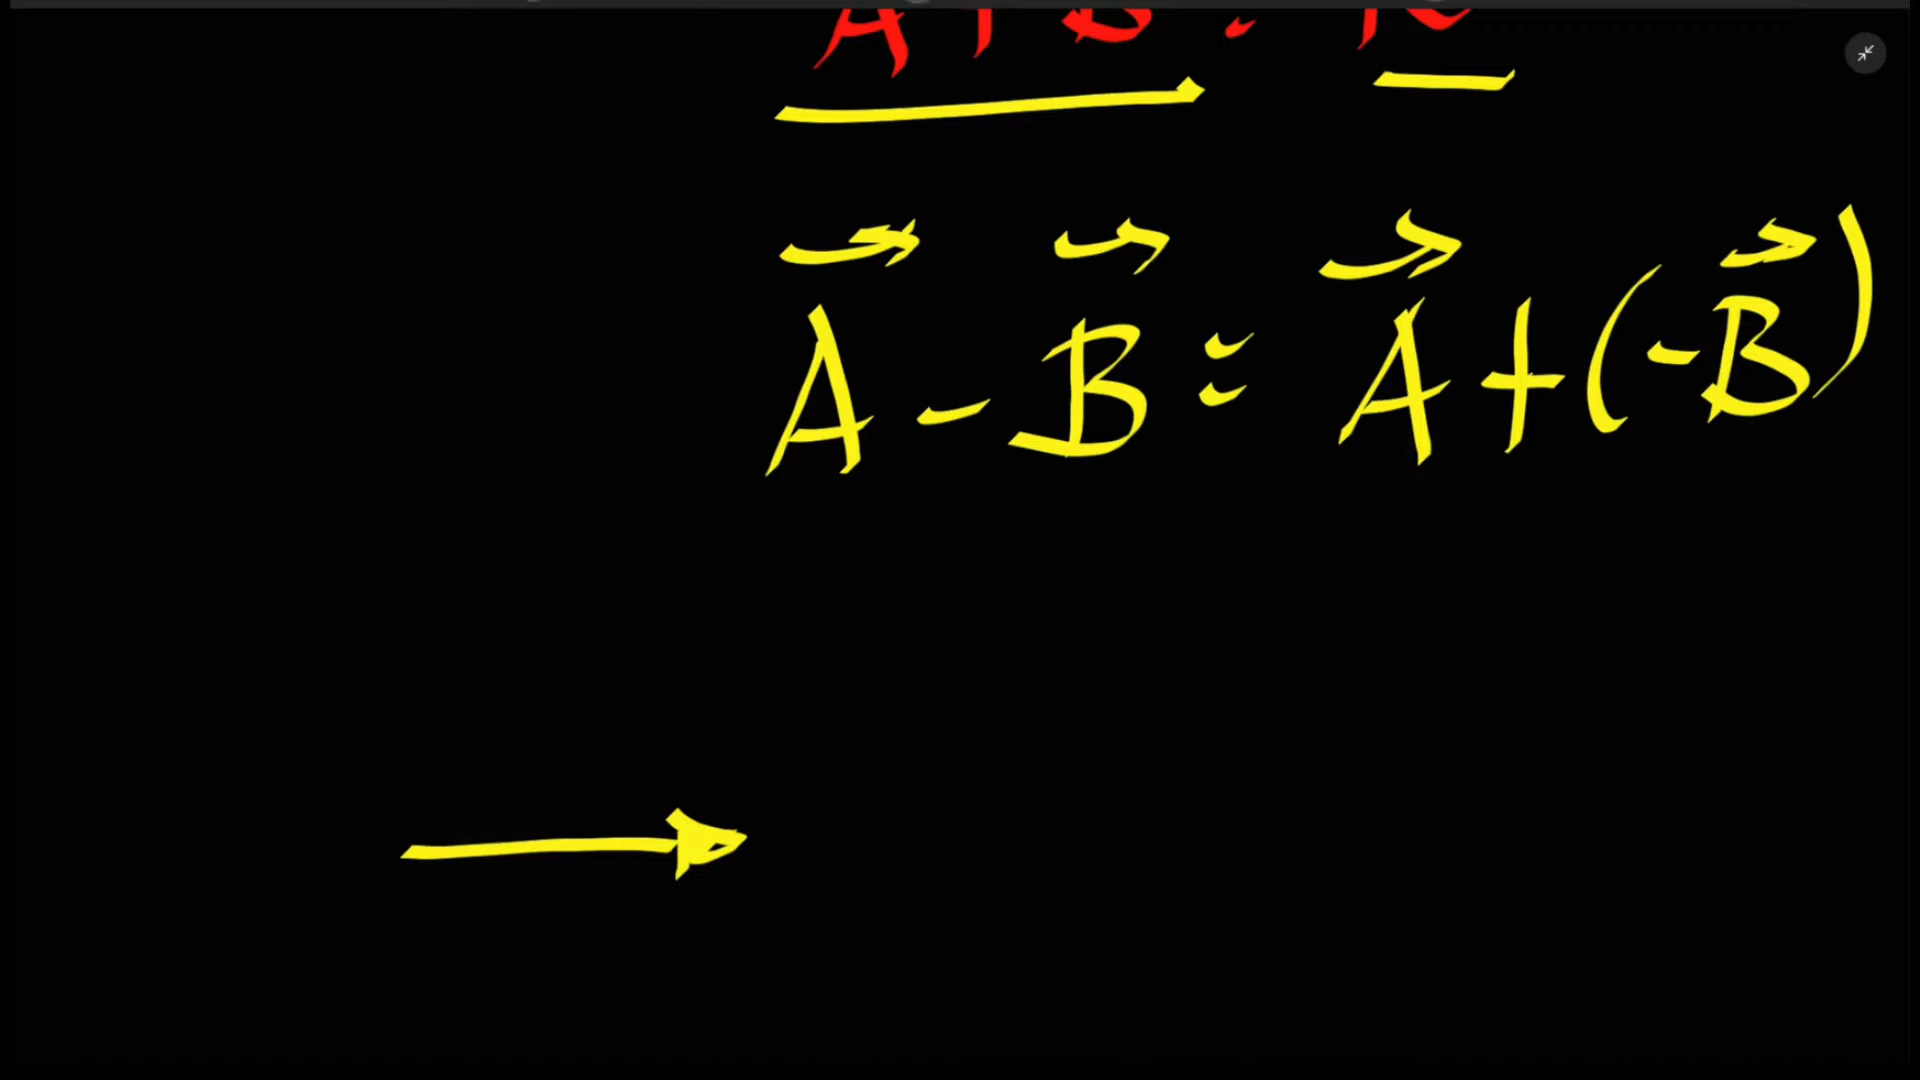 A⃗ - B⃗ = A⃗ + (-B⃗)